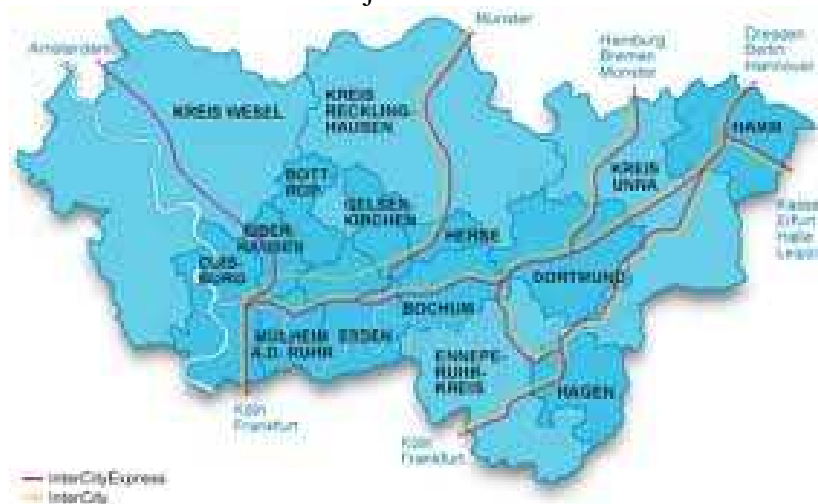 Münster
Amsterdam
Hamburg
Bremen
Münster
Dresden
Berlin
Hannover
KREIS WESEL
KREIS
RECKLING-
HAUSEN
HAMM
BOTT
ROP
KREIS
UNNA
GELSEN-
KIRCHEN
OBER-
HAUSEN
HERNE
Kassel
Erfurt
Halle
Leipzig
DUIS-
BURG
DORTMUND
BOCHUM
MÜLHEIM
A.D. RUHR
ESSEN
ENNEPE-
RUHR-
KREIS
HAGEN
Köln
Frankfurt
Köln
Frankfurt
InterCityExpress
InterCity